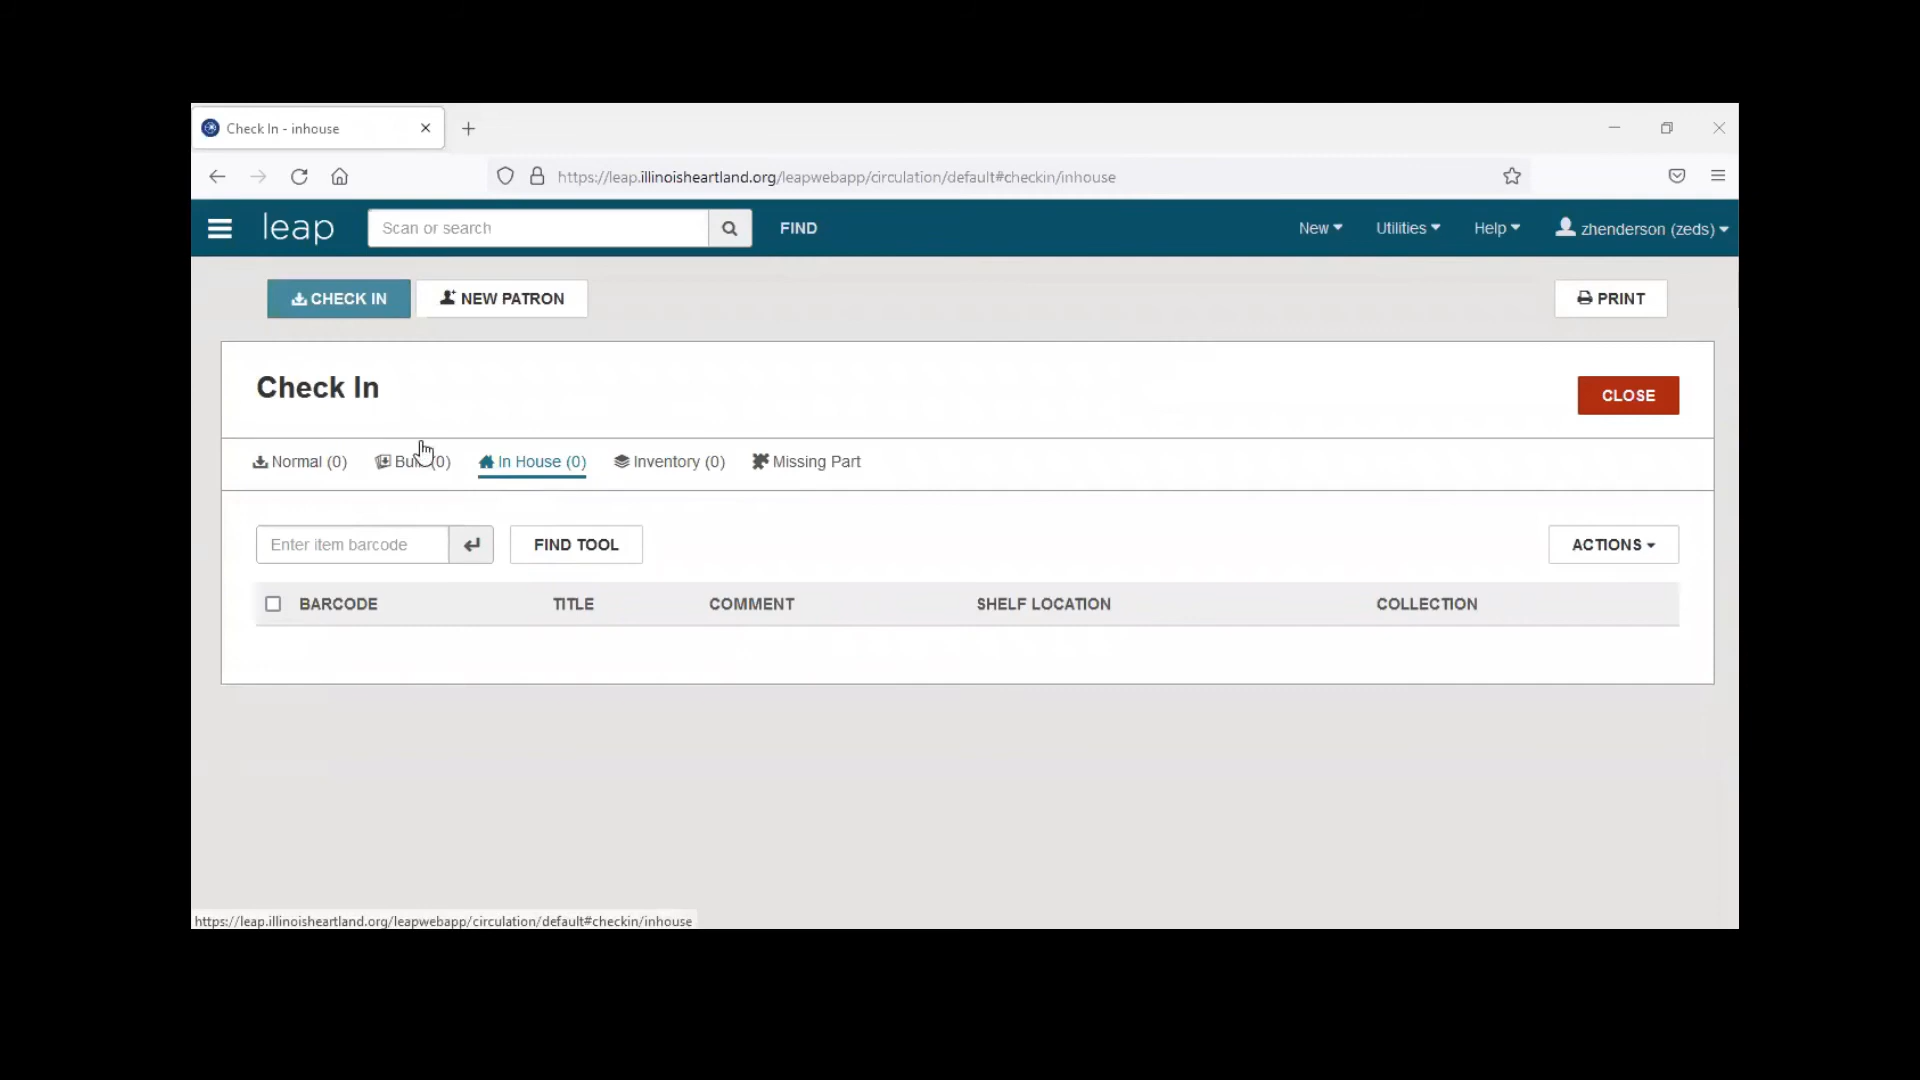 Check In - inhouse
https://leap.illinoisheartland.org/leapwebapp/circulation/default#checkin/inhouse
leap Scan or search FIND New Utilities Help zhenderson (zeds)
CHECK IN NEW PATRON PRINT
Check In
CLOSE
Normal (0) (0) In House (0) Inventory (0) Missing Part
Enter item barcode FIND TOOL ACTIONS
BARCODE TITLE COMMENT SHELF LOCATION COLLECTION
https://leap.illinoisheartland.org/leapwebapp/circulation/default#checkin/inhouse